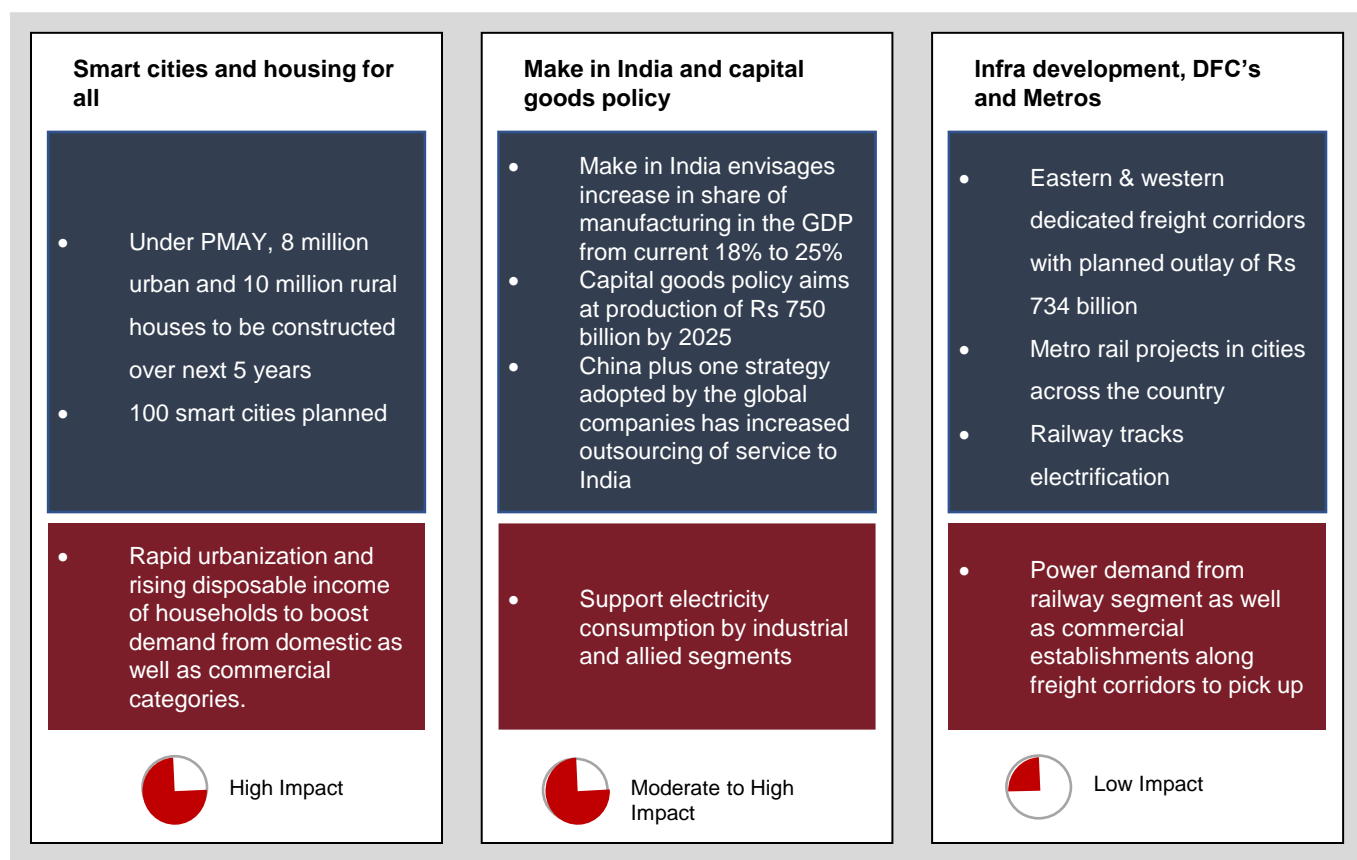 Smart cities and housing for
all
• Under PMAY, 8 million
urban and 10 million rural
houses to be constructed
over next 5 years
• 100 smart cities planned
• Rapid urbanization and
rising disposable income
of households to boost
demand from domestic as
well as commercial
categories.
High Impact
Make in India and capital
goods policy
• Make in India envisages
increase in share of
manufacturing in the GDP
from current 18% to 25%
• Capital goods policy aims
at production of Rs 750
billion by 2025
• China plus one strategy
adopted by the global
companies has increased
outsourcing of service to
India
• Support electricity
consumption by industrial
and allied segments
Moderate to High
Impact
Infra development, DFC’s
and Metros
• Eastern & western
dedicated freight corridors
with planned outlay of Rs
734 billion
• Metro rail projects in cities
across the country
• Railway tracks
electrification
• Power demand from
railway segment as well
as commercial
establishments along
freight corridors to pick up
Low Impact